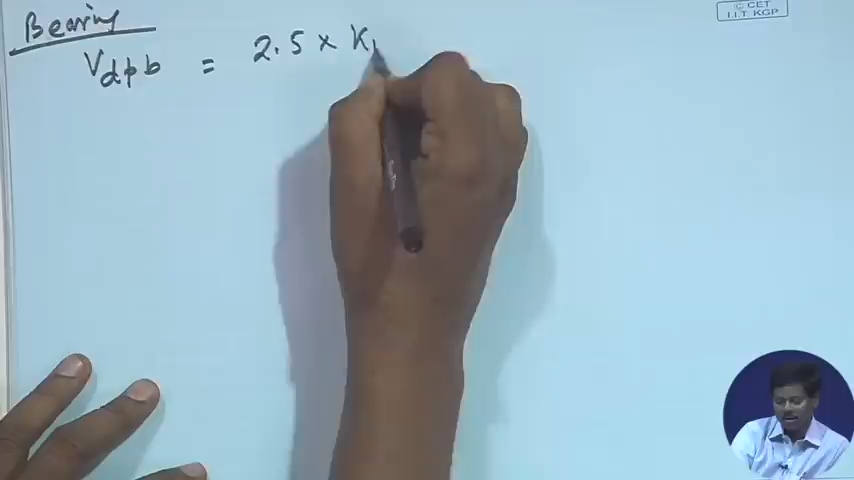 Bearing
Vdpb = 2.5 x K
© CET
I.I.T. KGP